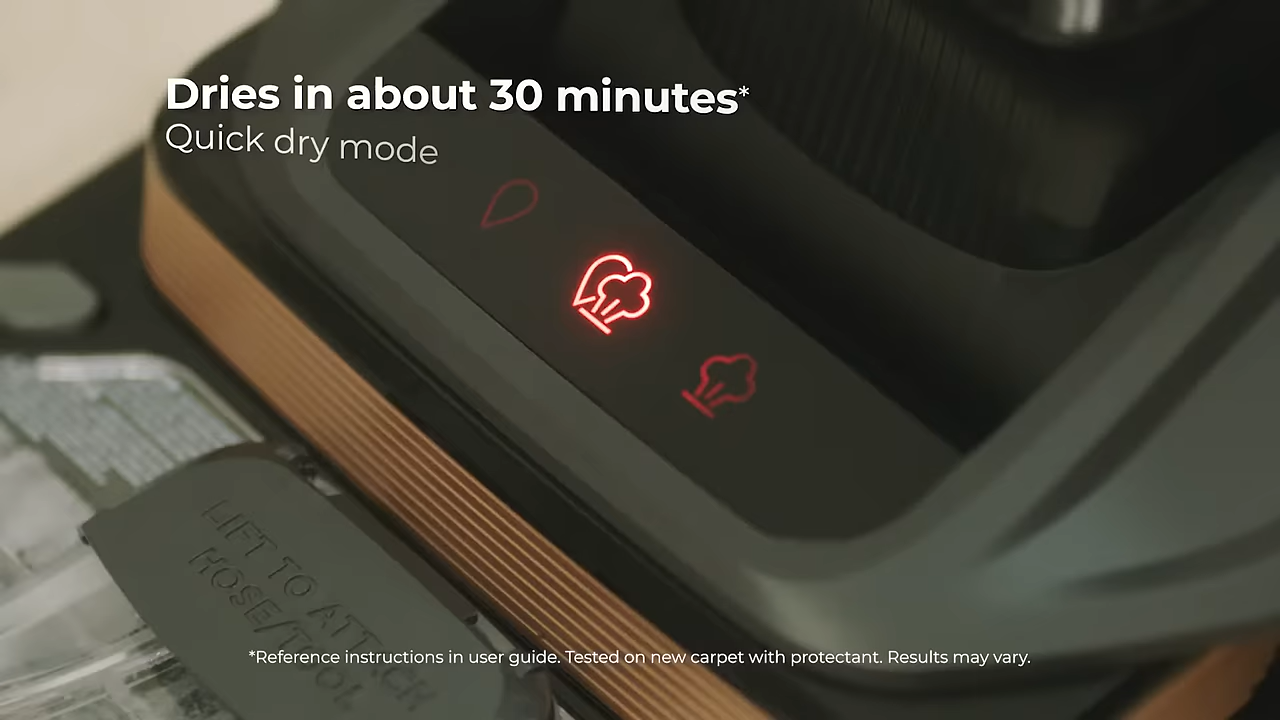 Dries in about 30 minutes*
Quick dry mode
LIFT TO ATTACK
HOSE/TOOL
*Reference instructions in user guide. Tested on new carpet with protectant. Results may vary.